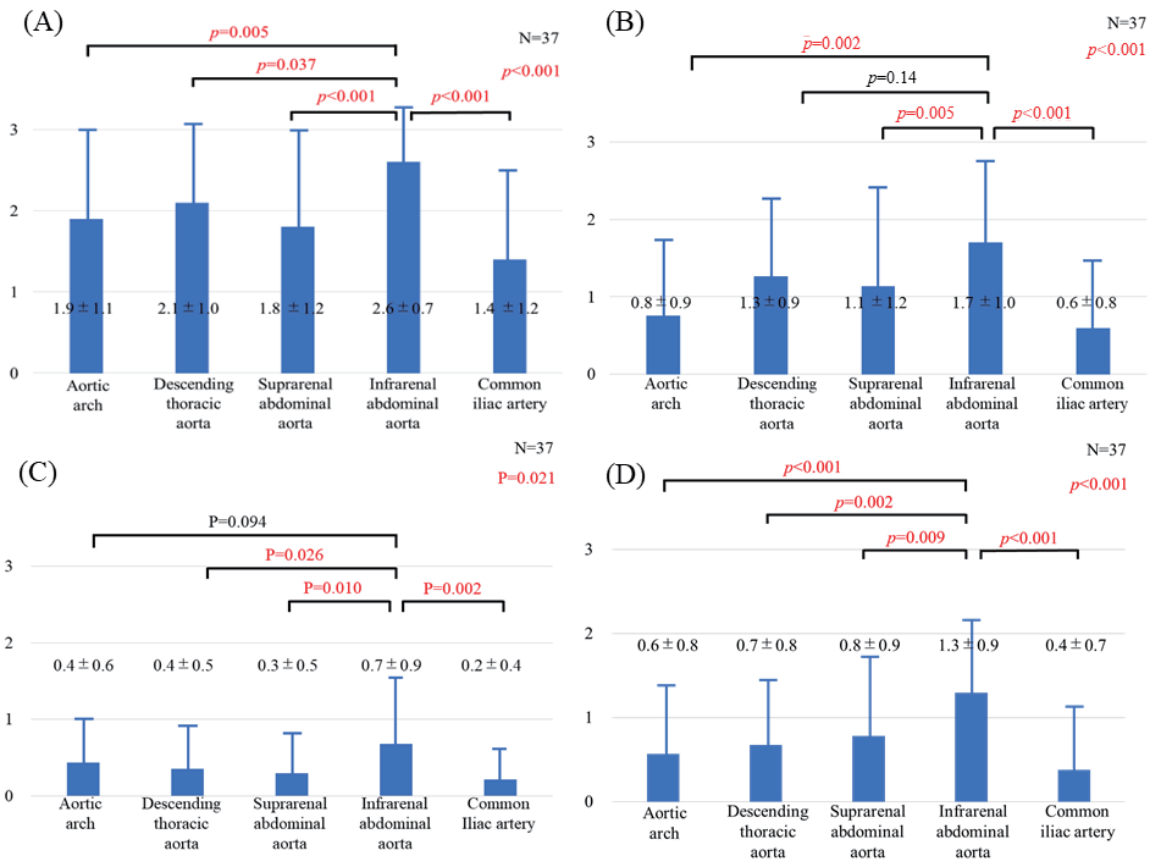 (A)
N=37
p=0.005
p<0.001
p=0.037
p<0.001
p<0.001
3
2
1
0
1.9 ± 1.1
2.1 ± 1.0
1.8 ± 1.2
2.6 ± 0.7
1.4 ± 1.2
Aortic
arch
Descending
thoracic
aorta
Suprarenal
abdominal
aorta
Infrarenal
abdominal
aorta
Common
iliac artery
(B)
N=37
p=0.002
p<0.001
p=0.14
p=0.005
p<0.001
3
2
1
0
0.8 ± 0.9
1.3 ± 0.9
1.1 ± 1.2
1.7 ± 1.0
0.6 ± 0.8
Aortic
arch
Descending
thoracic
aorta
Suprarenal
abdominal
aorta
Infrarenal
abdominal
aorta
Common
iliac artery
(C)
N=37
P=0.021
P=0.094
P=0.026
P=0.010
P=0.002
3
2
1
0
0.4 ± 0.6
0.4 ± 0.5
0.3 ± 0.5
0.7 ± 0.9
0.2 ± 0.4
Aortic
arch
Descending
thoracic
aorta
Suprarenal
abdominal
aorta
Infrarenal
abdominal
aorta
Common
Iliac artery
(D)
N=37
p<0.001
p<0.001
p=0.002
p=0.009
p<0.001
3
2
1
0
0.6 ± 0.8
0.7 ± 0.8
0.8 ± 0.9
1.3 ± 0.9
0.4 ± 0.7
Aortic
arch
Descending
thoracic
aorta
Suprarenal
abdominal
aorta
Infrarenal
abdominal
aorta
Common
iliac artery